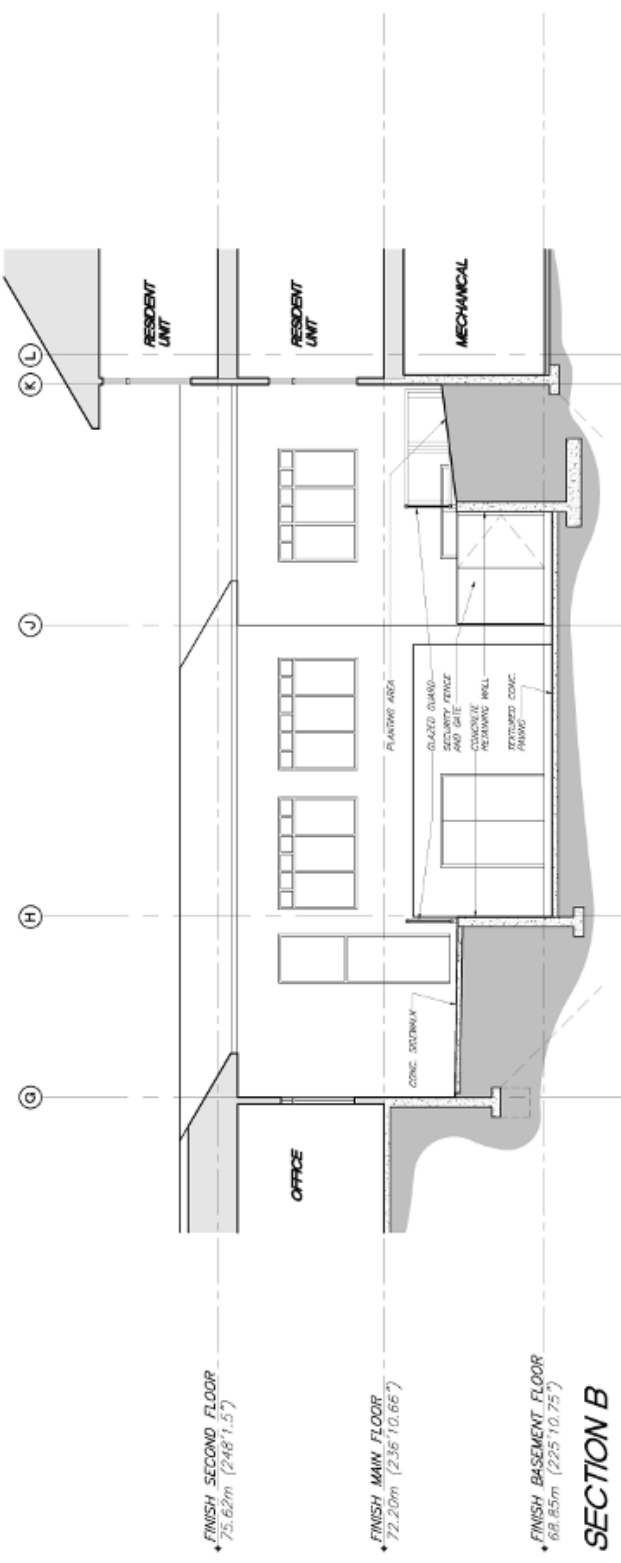 G
H
J
K
L
RESIDENT
UNIT
RESIDENT
UNIT
MECHANICAL
OFFICE
PLANTING AREA
GLAZED GUARD
SECURITY FENCE
AND GATE
CONCRETE
RETAINING WALL
TEXTURED CONC.
PAVING
CONC. SIDEWALK
FINISH SECOND FLOOR
75.62m (248'1.5")
FINISH MAIN FLOOR
72.20m (236'10.66")
FINISH BASEMENT FLOOR
68.85m (225'10.75")
SECTION B